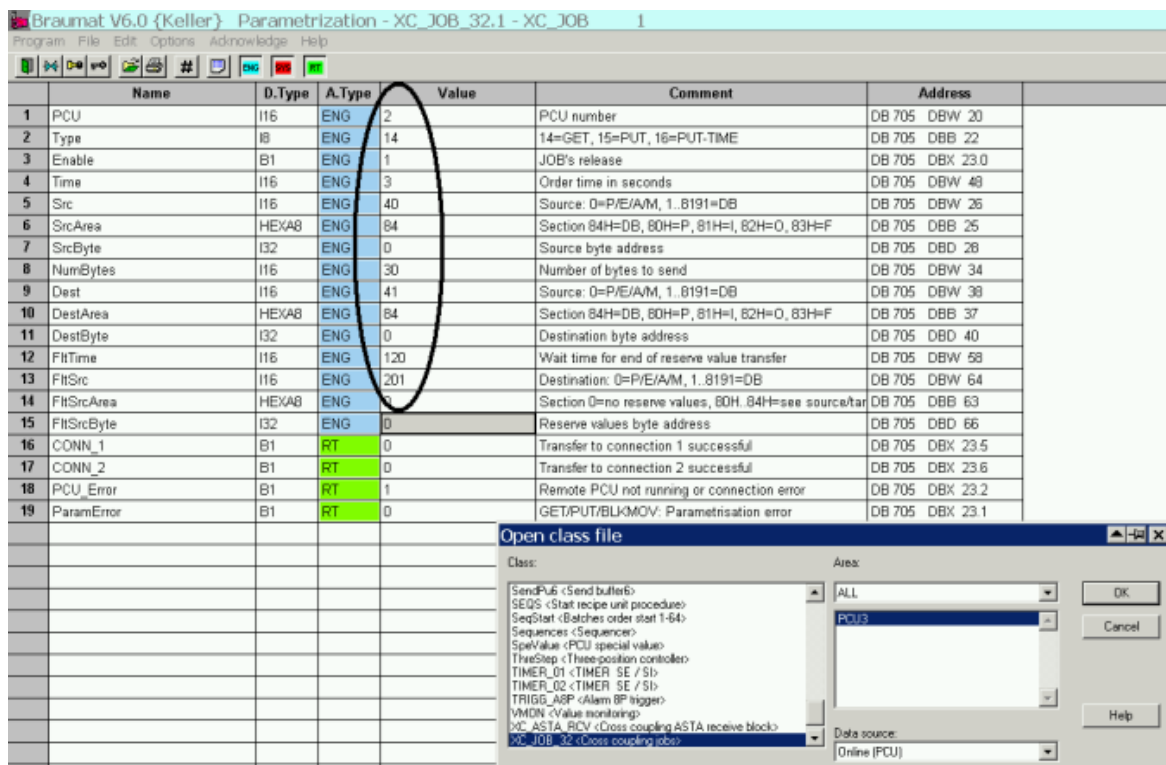 Braumat V6.0 {Keller} Parametrization - XC_JOB_32.1 - XC_JOB 1
Program File Edit Options Acknowledge Help
# ENG SYS RT
Name D.Type A.Type Value Comment Address
1 PCU I16 ENG 2 PCU number DB 705 DBW 20
2 Type I8 ENG 14 14=GET, 15=PUT, 16=PUT-TIME DB 705 DBB 22
3 Enable B1 ENG 1 JOB's release DB 705 DBX 23.0
4 Time I16 ENG 3 Order time in seconds DB 705 DBW 48
5 Src I16 ENG 40 Source: 0=P/E/A/M, 1..8191=DB DB 705 DBW 26
6 SrcArea HEXA8 ENG 84 Section 84H=DB, 80H=P, 81H=I, 82H=O, 83H=F DB 705 DBB 25
7 SrcByte I32 ENG 0 Source byte address DB 705 DBD 28
8 NumBytes I16 ENG 30 Number of bytes to send DB 705 DBW 34
9 Dest I16 ENG 41 Source: 0=P/E/A/M, 1..8191=DB DB 705 DBW 38
10 DestArea HEXA8 ENG 84 Section 84H=DB, 80H=P, 81H=I, 82H=O, 83H=F DB 705 DBB 37
11 DestByte I32 ENG 0 Destination byte address DB 705 DBD 40
12 FltTime I16 ENG 120 Wait time for end of reserve value transfer DB 705 DBW 58
13 FltSrc I16 ENG 201 Destination: 0=P/E/A/M, 1..8191=DB DB 705 DBW 64
14 FltSrcArea HEXA8 ENG 0 Section 0=no reserve values, 80H..84H=see source/tar DB 705 DBB 63
15 FltSrcByte I32 ENG 0 Reserve values byte address DB 705 DBD 66
16 CONN_1 B1 RT 0 Transfer to connection 1 successful DB 705 DBX 23.5
17 CONN_2 B1 RT 0 Transfer to connection 2 successful DB 705 DBX 23.6
18 PCU_Error B1 RT 1 Remote PCU not running or connection error DB 705 DBX 23.2
19 ParamError B1 RT 0 GET/PUT/BLKMOV: Parametrisation error DB 705 DBX 23.1
Open class file
Class: Area:
SendPu6 <Send buffer6> ALL OK
SEQS <Start recipe unit procedure>
SeqStart <Batches order start 1-64> PCU3
Sequences <Sequencer> Cancel
SpeValue <PCU special value>
ThreStep <Three-position controller>
TIMER_01 <TIMER SE / SI>
TIMER_02 <TIMER SE / SI>
TRIGG_A8P <Alarm 8P trigger>
VMON <Value monitoring> Help
XC_ASTA_RCV <Cross coupling ASTA receive block>
XC_JOB_32 <Cross coupling jobs> Data source:
Online (PCU)